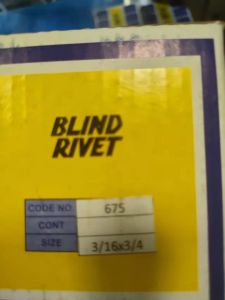 BLIND
RIVET
CODE NO. 675
CONT
SIZE 3/16x3/4